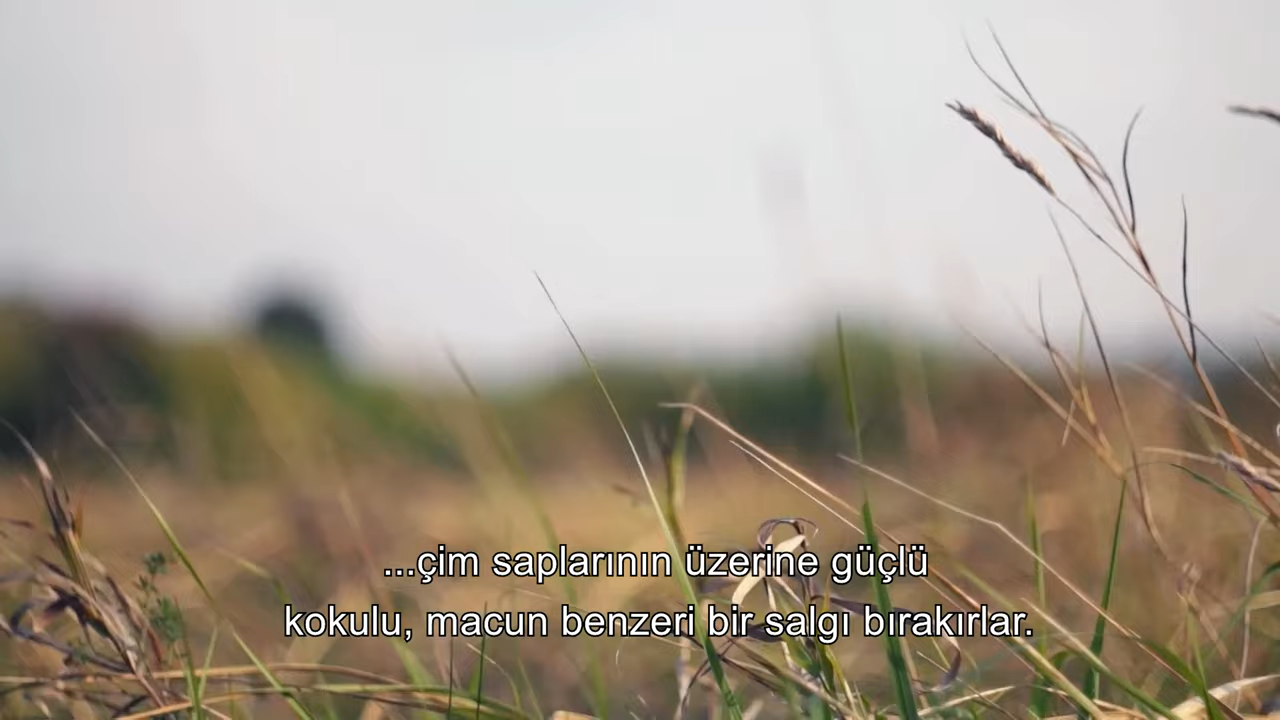 ...çim saplarının üzerine güçlü
kokulu, macun benzeri bir salgı bırakırlar.